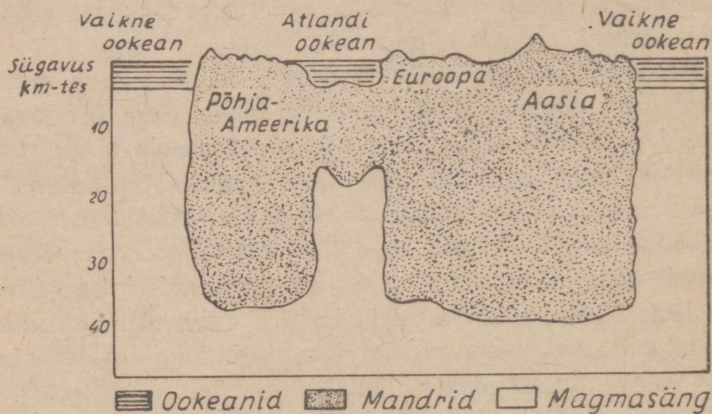 Vaikne ookean
Atlandi ookean
Vaikne ookean
Sügavus km-tes
Euroopa
Põhja-Ameerika
Aasia
10
20
30
40
Ookeanid Mandrid Magmasäng